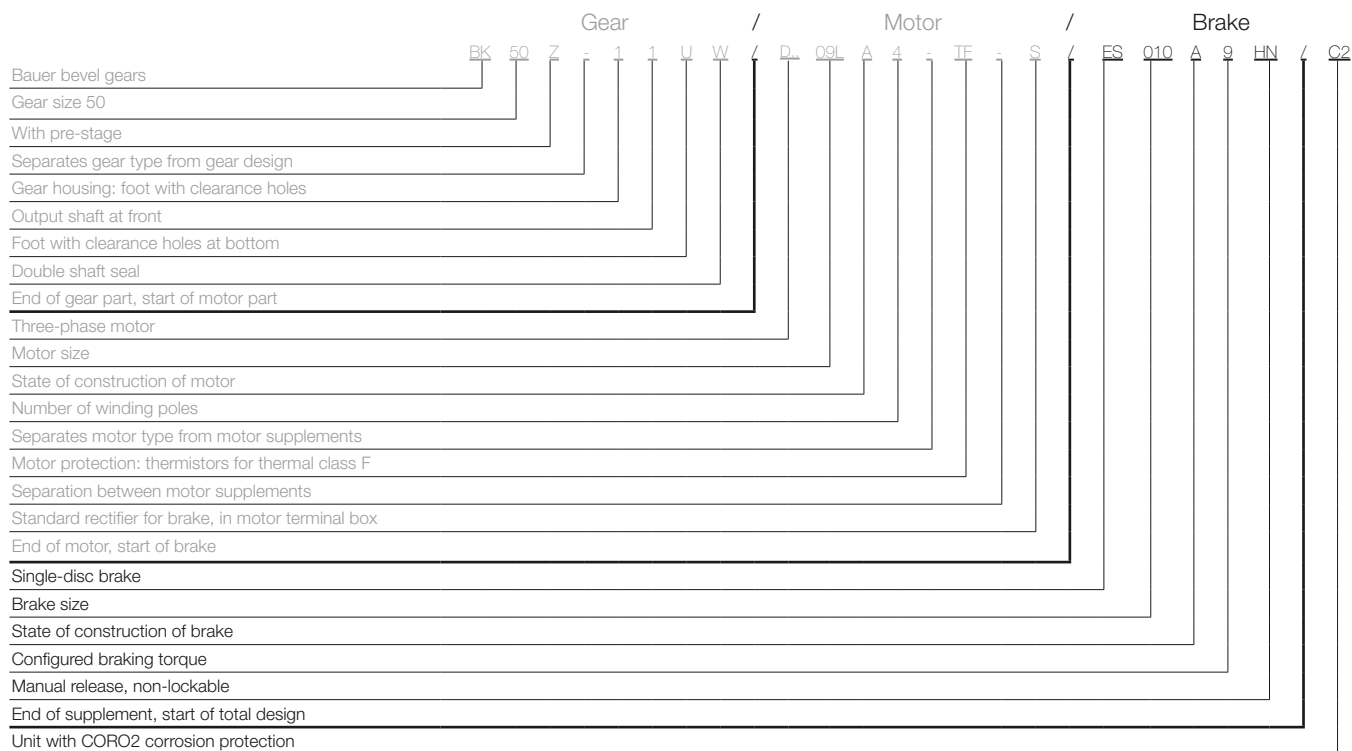 Gear / Motor / Brake
BK 50 Z - 1 1 U W / D.. 09L A 4 - TF - S / ES 010 A 9 HN / C2
Bauer bevel gears
Gear size 50
With pre-stage
Separates gear type from gear design
Gear housing: foot with clearance holes
Output shaft at front
Foot with clearance holes at bottom
Double shaft seal
End of gear part, start of motor part
Three-phase motor
Motor size
State of construction of motor
Number of winding poles
Separates motor type from motor supplements
Motor protection: thermistors for thermal class F
Separation between motor supplements
Standard rectifier for brake, in motor terminal box
End of motor, start of brake
Single-disc brake
Brake size
State of construction of brake
Configured braking torque
Manual release, non-lockable
End of supplement, start of total design
Unit with CORO2 corrosion protection